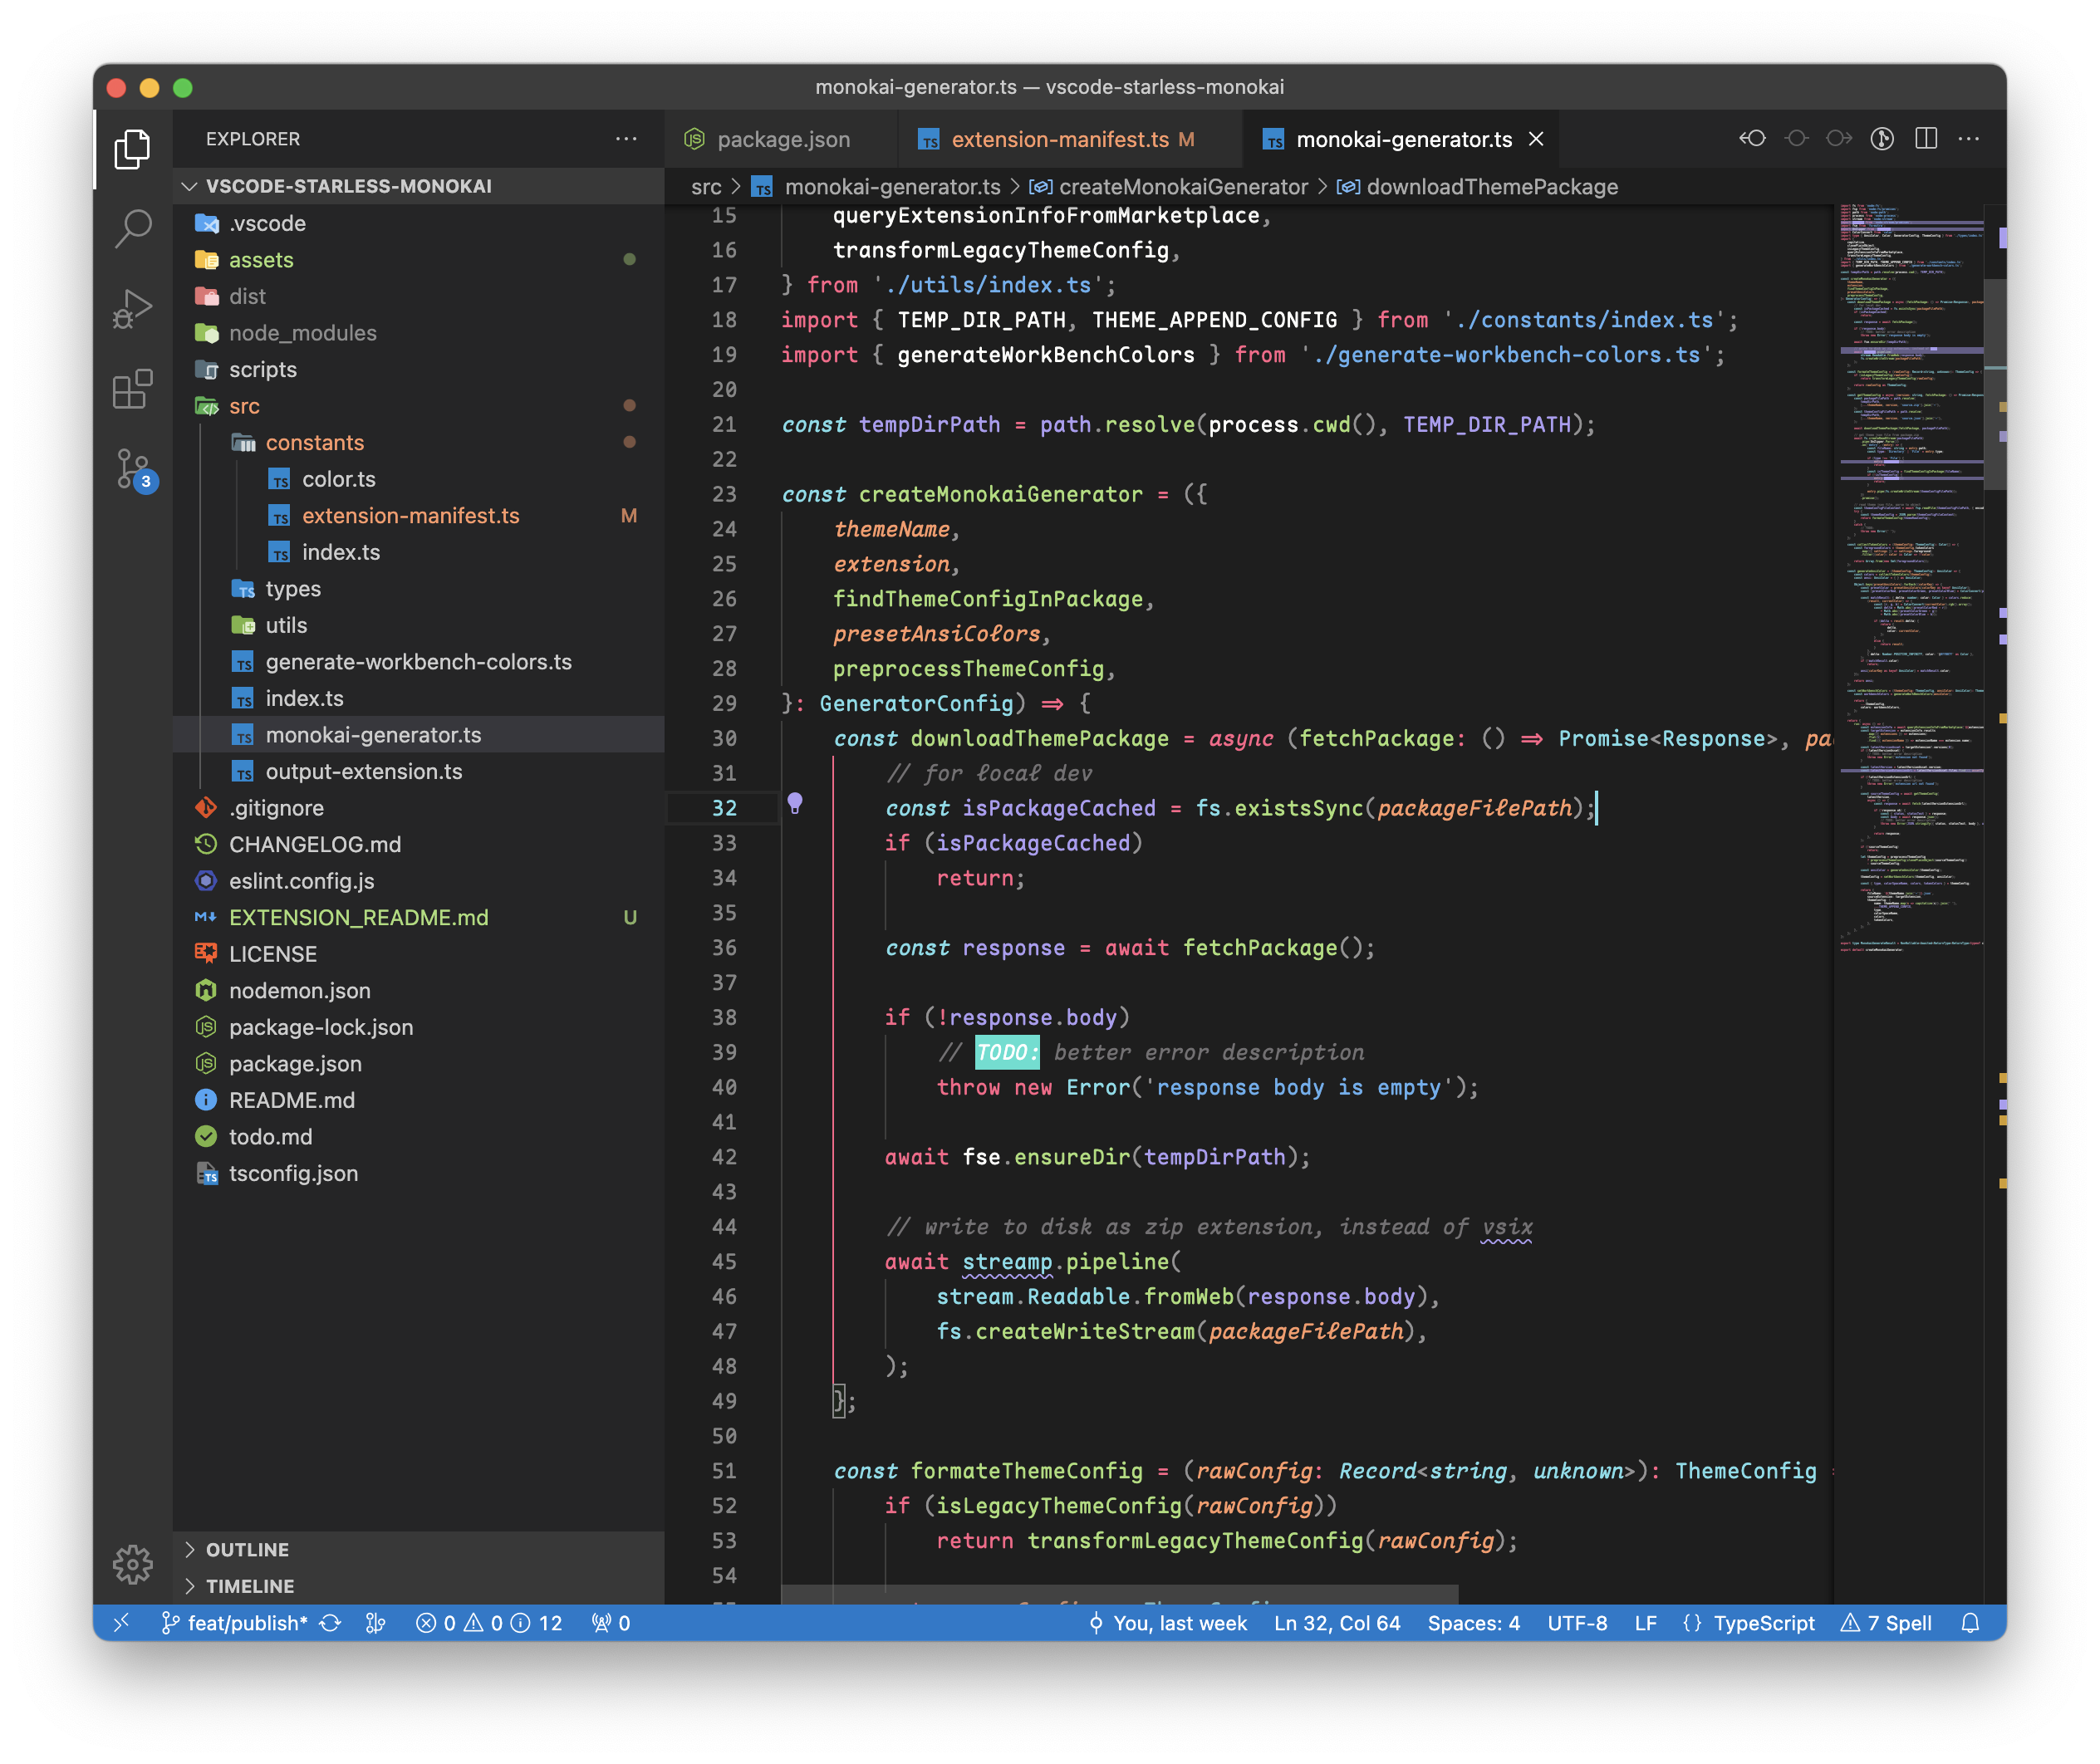 monokai-generator.ts — vscode-starless-monokai
EXPLORER
VSCODE-STARLESS-MONOKAI
.vscode
assets
dist
node_modules
scripts
src
constants
color.ts
extension-manifest.ts M
index.ts
types
utils
generate-workbench-colors.ts
index.ts
monokai-generator.ts
output-extension.ts
.gitignore
CHANGELOG.md
eslint.config.js
EXTENSION_README.md U
LICENSE
nodemon.json
package-lock.json
package.json
README.md
todo.md
tsconfig.json
OUTLINE
TIMELINE
3
package.json
extension-manifest.ts M
monokai-generator.ts
src > monokai-generator.ts > createMonokaiGenerator > downloadThemePackage
15 queryExtensionInfoFromMarketplace,
16 transformLegacyThemeConfig,
17 } from './utils/index.ts';
18 import { TEMP_DIR_PATH, THEME_APPEND_CONFIG } from './constants/index.ts';
19 import { generateWorkBenchColors } from './generate-workbench-colors.ts';
20
21 const tempDirPath = path.resolve(process.cwd(), TEMP_DIR_PATH);
22
23 const createMonokaiGenerator = ({
24 themeName,
25 extension,
26 findThemeConfigInPackage,
27 presetAnsiColors,
28 preprocessThemeConfig,
29 }: GeneratorConfig) => {
30 const downloadThemePackage = async (fetchPackage: () => Promise<Response>, pac
31 // for local dev
32 const isPackageCached = fs.existsSync(packageFilePath);
33 if (isPackageCached)
34 return;
35
36 const response = await fetchPackage();
37
38 if (!response.body)
39 // TODO: better error description
40 throw new Error('response body is empty');
41
42 await fse.ensureDir(tempDirPath);
43
44 // write to disk as zip extension, instead of vsix
45 await streamp.pipeline(
46 stream.Readable.fromWeb(response.body),
47 fs.createWriteStream(packageFilePath),
48 );
49 };
50
51 const formateThemeConfig = (rawConfig: Record<string, unknown>): ThemeConfig =
52 if (isLegacyThemeConfig(rawConfig))
53 return transformLegacyThemeConfig(rawConfig);
54
feat/publish* 0 0 12 0 You, last week Ln 32, Col 64 Spaces: 4 UTF-8 LF {} TypeScript 7 Spell